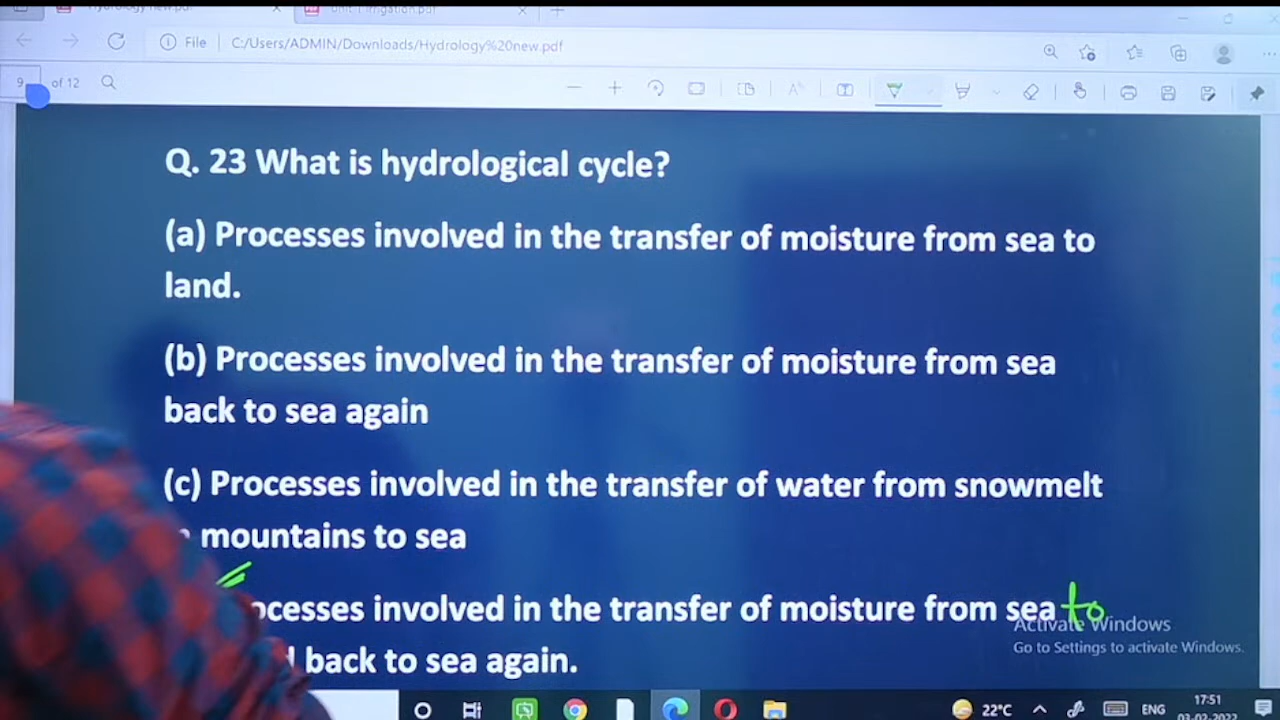 File C:/Users/ADMIN/Downloads/Hydrology%20new.pdf
9 of 12
Q. 23 What is hydrological cycle?
(a) Processes involved in the transfer of moisture from sea to
land.
(b) Processes involved in the transfer of moisture from sea
back to sea again
(c) Processes involved in the transfer of water from snowmelt
mountains to sea
ocesses involved in the transfer of moisture from sea to
back to sea again.
Activate Windows
Go to Settings to activate Windows.
22°C ENG 17:51